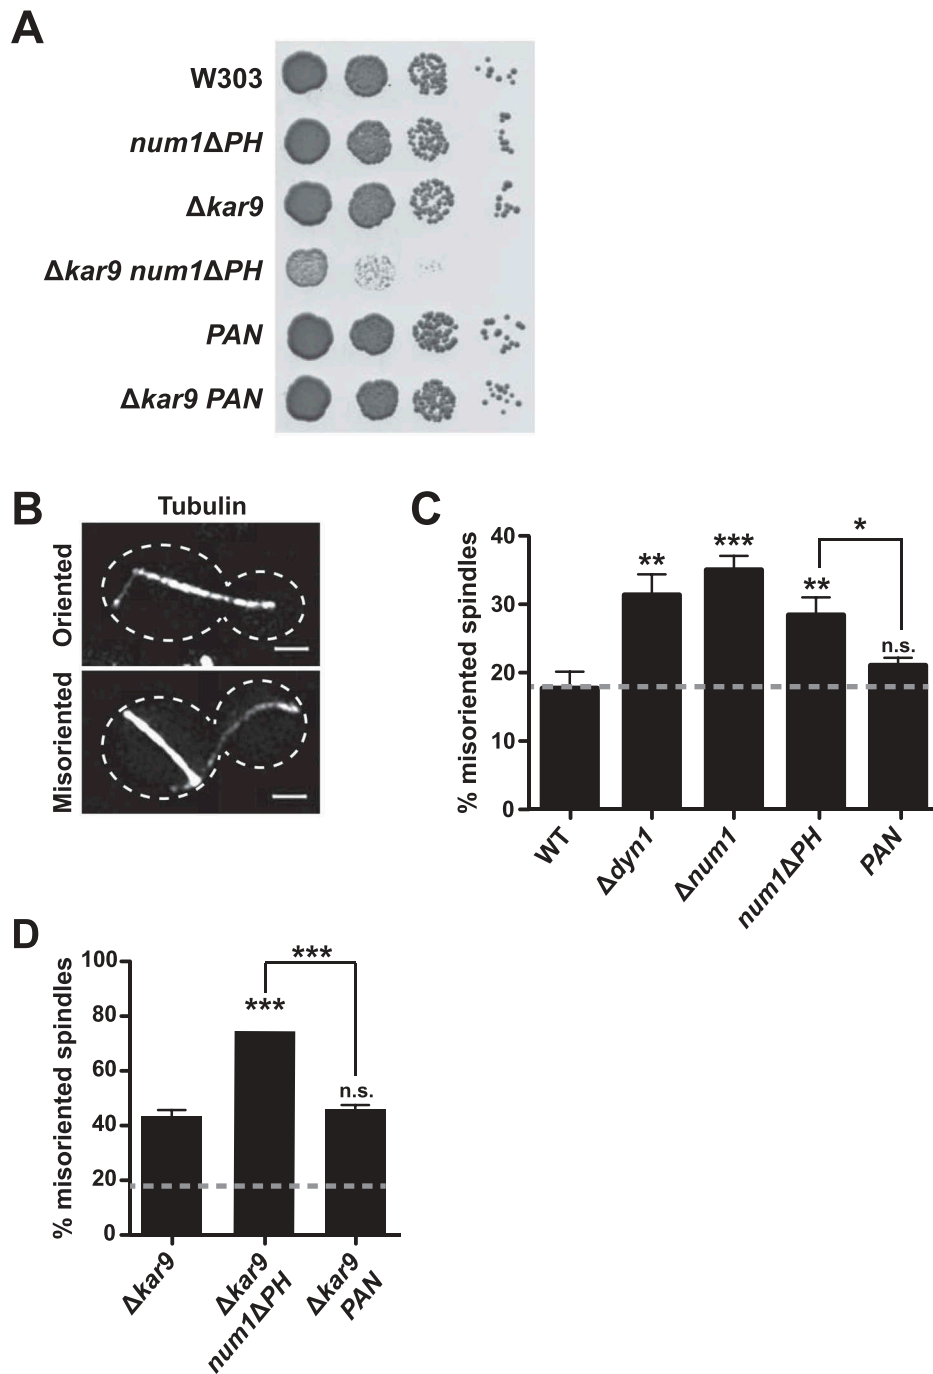 A
W303
num1ΔPH
Δkar9
Δkar9 num1ΔPH
PAN
Δkar9 PAN
B
Tubulin
Oriented
Misoriented
C
% misoriented spindles
40
30
20
10
0
**
***
**
*
n.s.
WT
Δdyn1
Δnum1
num1ΔPH
PAN
D
% misoriented spindles
100
80
60
40
20
0
***
***
n.s.
Δkar9
Δkar9
num1ΔPH
Δkar9
PAN